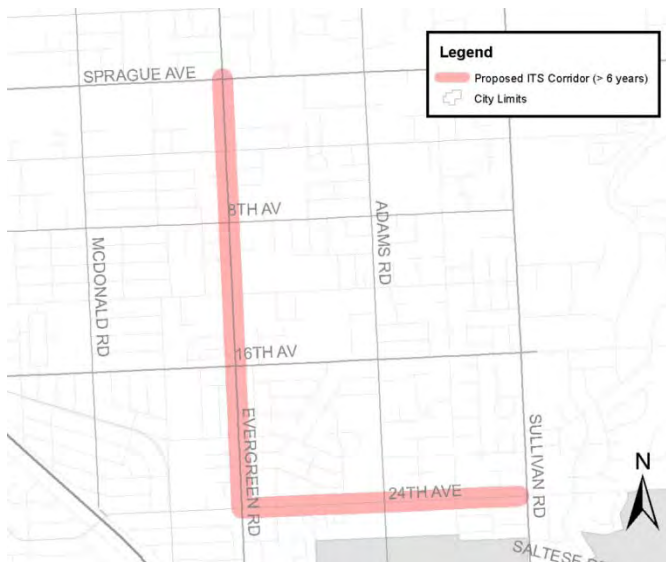 Legend
Proposed ITS Corridor (> 6 years)
City Limits
SPRAGUE AVE
8TH AV
ADAMS RD
MCDONALD RD
16TH AV
EVERGREEN RD
SULLIVAN RD
24TH AVE
N
SALTESE